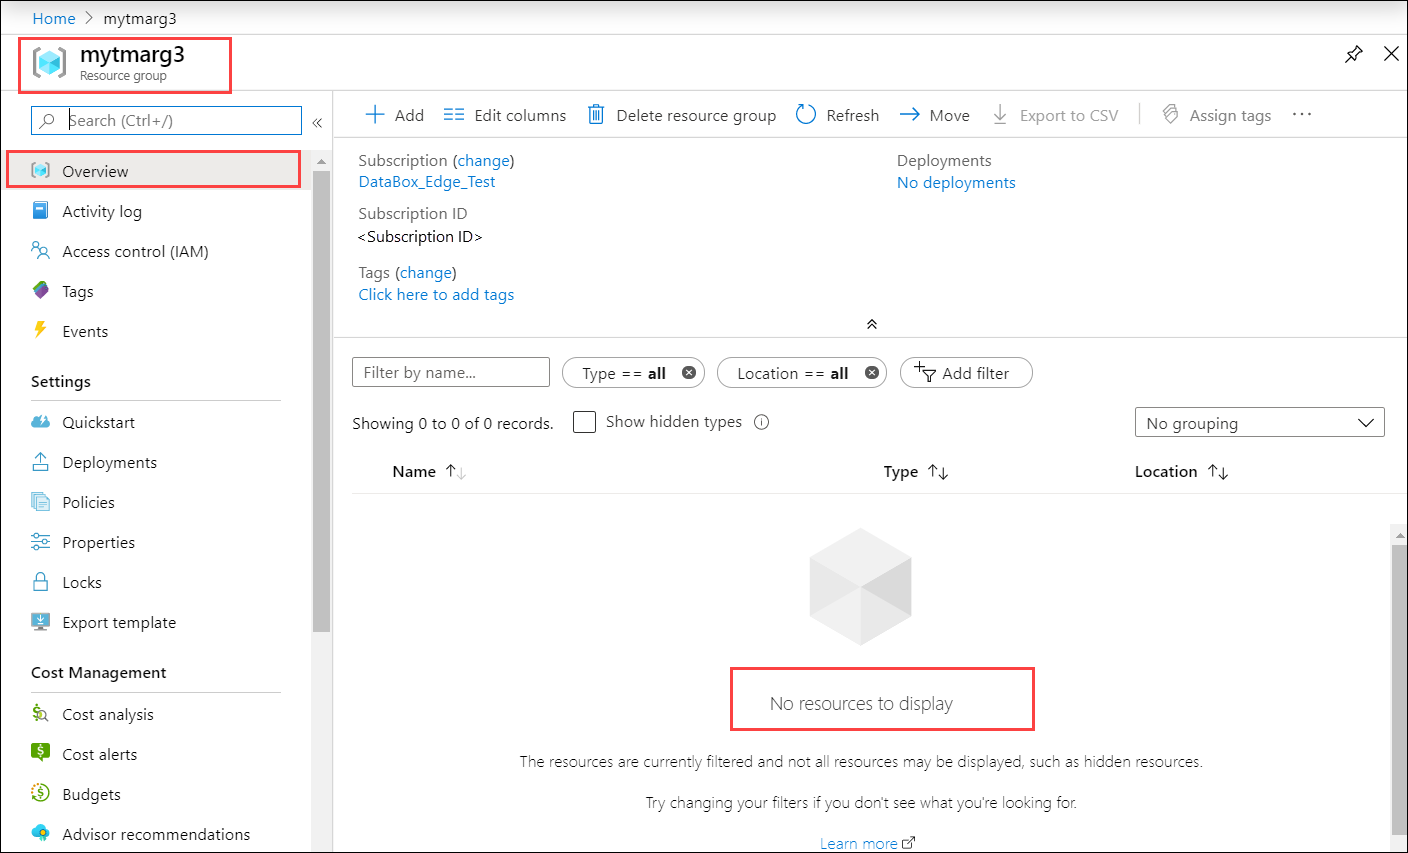 Home > mytmarg3
mytmarg3
Resource group
Search (Ctrl+/)
«
Overview
Activity log
Access control (IAM)
Tags
Events
Settings
Quickstart
Deployments
Policies
Properties
Locks
Export template
Cost Management
Cost analysis
Cost alerts
Budgets
Advisor recommendations
Add Edit columns Delete resource group Refresh Move Export to CSV Assign tags ...
Subscription (change)
DataBox_Edge_Test
Subscription ID
<Subscription ID>
Tags (change)
Click here to add tags
Deployments
No deployments
Filter by name... Type == all Location == all Add filter
Showing 0 to 0 of 0 records. Show hidden types No grouping
Name Type Location
No resources to display
The resources are currently filtered and not all resources may be displayed, such as hidden resources.
Try changing your filters if you don't see what you're looking for.
Learn more